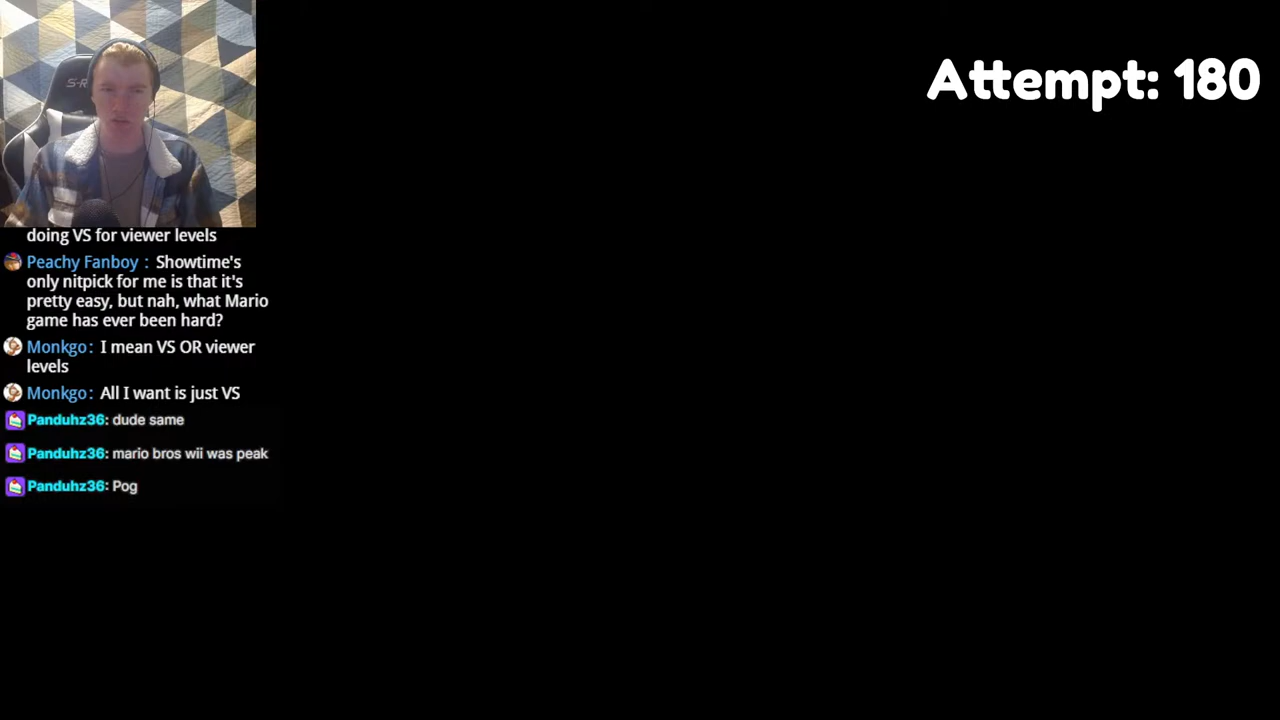 Attempt: 180
S-R
doing VS for viewer levels
Peachy Fanboy : Showtime's
only nitpick for me is that it's
pretty easy, but nah, what Mario
game has ever been hard?
Monkgo: I mean VS OR viewer
levels
Monkgo: All I want is just VS
Panduhz36: dude same
Panduhz36: mario bros wii was peak
Panduhz36: Pog